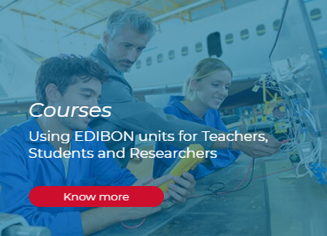 Courses
Using EDIBON units for Teachers,
Students and Researchers
Know more